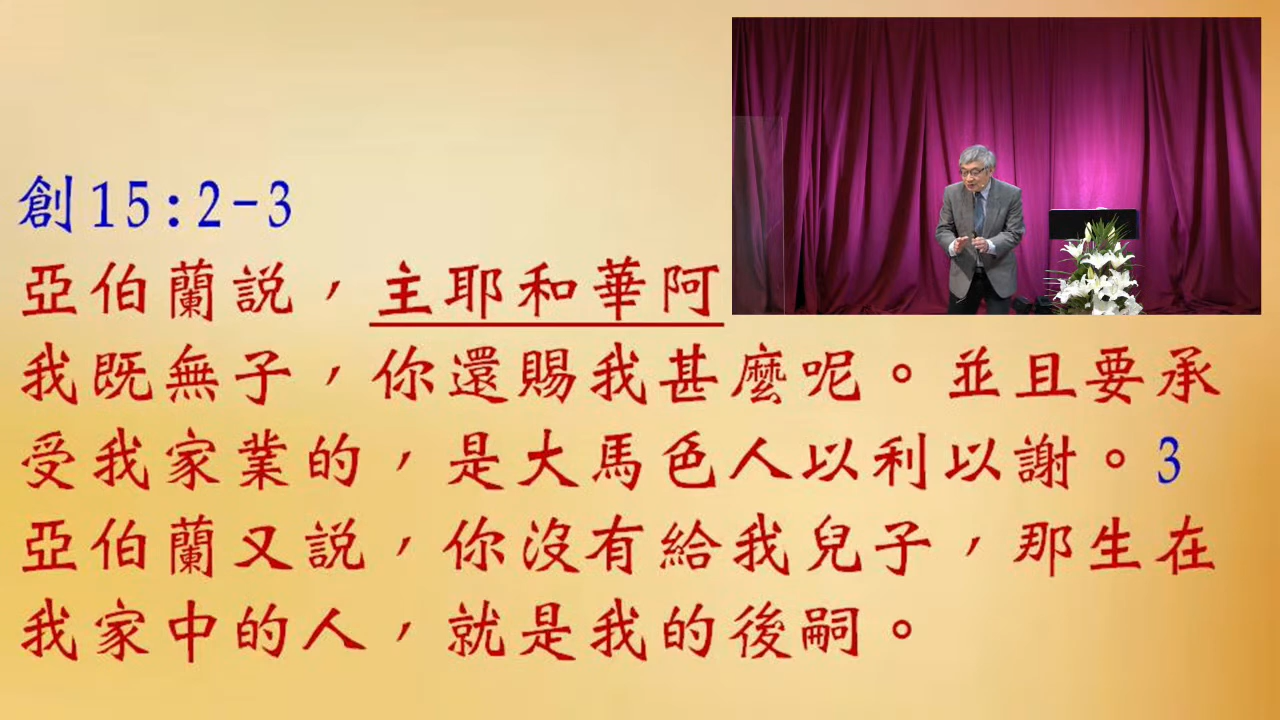 創15:2-3
亞伯蘭說，主耶和華阿
我既無子，你還賜我甚麼呢。並且要承
受我家業的，是大馬色人以利以謝。3
亞伯蘭又說，你沒有給我兒子，那生在
我家中的人，就是我的後嗣。